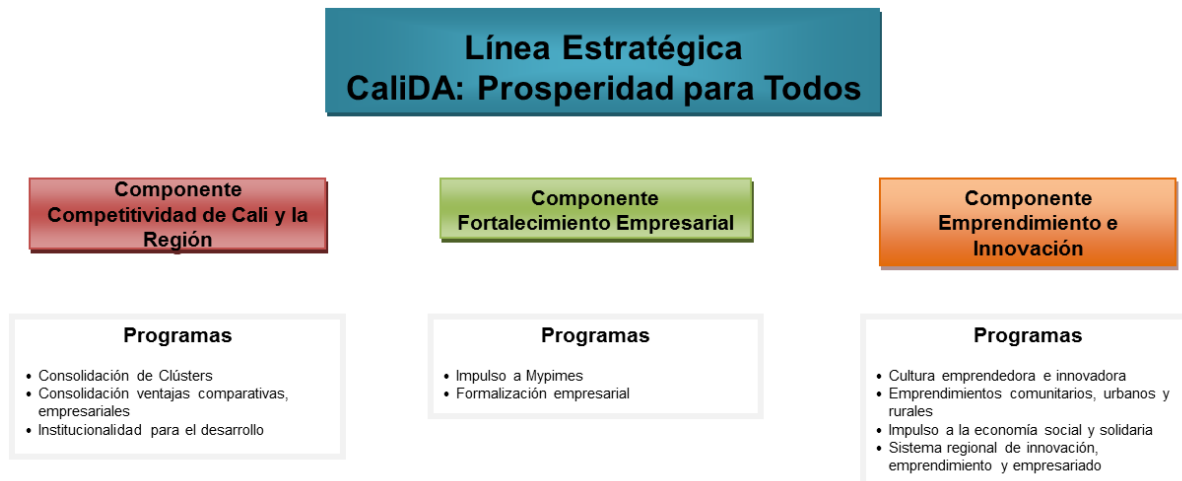 Línea Estratégica
CaliDA: Prosperidad para Todos
Componente
Competitividad de Cali y la
Región
Programas
• Consolidación de Clústers
• Consolidación ventajas comparativas,
empresariales
• Institucionalidad para el desarrollo
Componente
Fortalecimiento Empresarial
Programas
• Impulso a Mypimes
• Formalización empresarial
Componente
Emprendimiento e
Innovación
Programas
• Cultura emprendedora e innovadora
• Emprendimientos comunitarios, urbanos y
rurales
• Impulso a la economía social y solidaria
• Sistema regional de innovación,
emprendimiento y empresariado